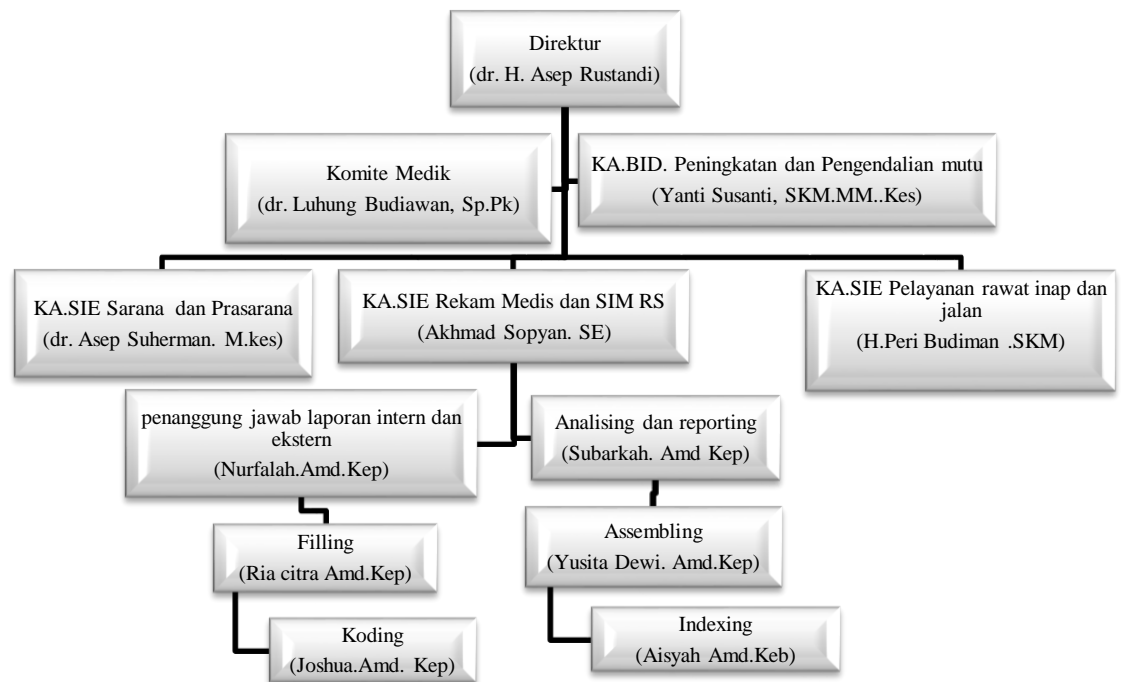 Direktur
(dr. H. Asep Rustandi)
Komite Medik
(dr. Luhung Budiawan, Sp.Pk)
KA.BID. Peningkatan dan Pengendalian mutu
(Yanti Susanti, SKM.MM..Kes)
KA.SIE Sarana dan Prasarana
(dr. Asep Suherman. M.kes)
KA.SIE Rekam Medis dan SIM RS
(Akhmad Sopyan. SE)
KA.SIE Pelayanan rawat inap dan
jalan
(H.Peri Budiman .SKM)
penanggung jawab laporan intern dan
ekstern
(Nurfalah.Amd.Kep)
Analising dan reporting
(Subarkah. Amd Kep)
Filling
(Ria citra Amd.Kep)
Assembling
(Yusita Dewi. Amd.Kep)
Koding
(Joshua.Amd. Kep)
Indexing
(Aisyah Amd.Keb)